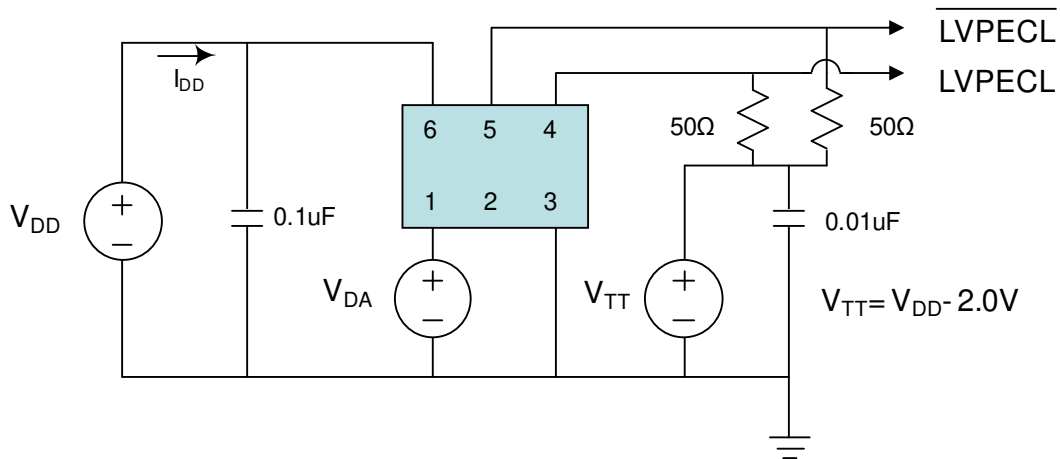 LVPECL
I_DD
LVPECL
6 5 4
50Ω
50Ω
1 2 3
V_DD
+
−
0.1uF
0.01uF
V_DA
+
−
V_TT
+
−
V_TT= V_DD- 2.0V